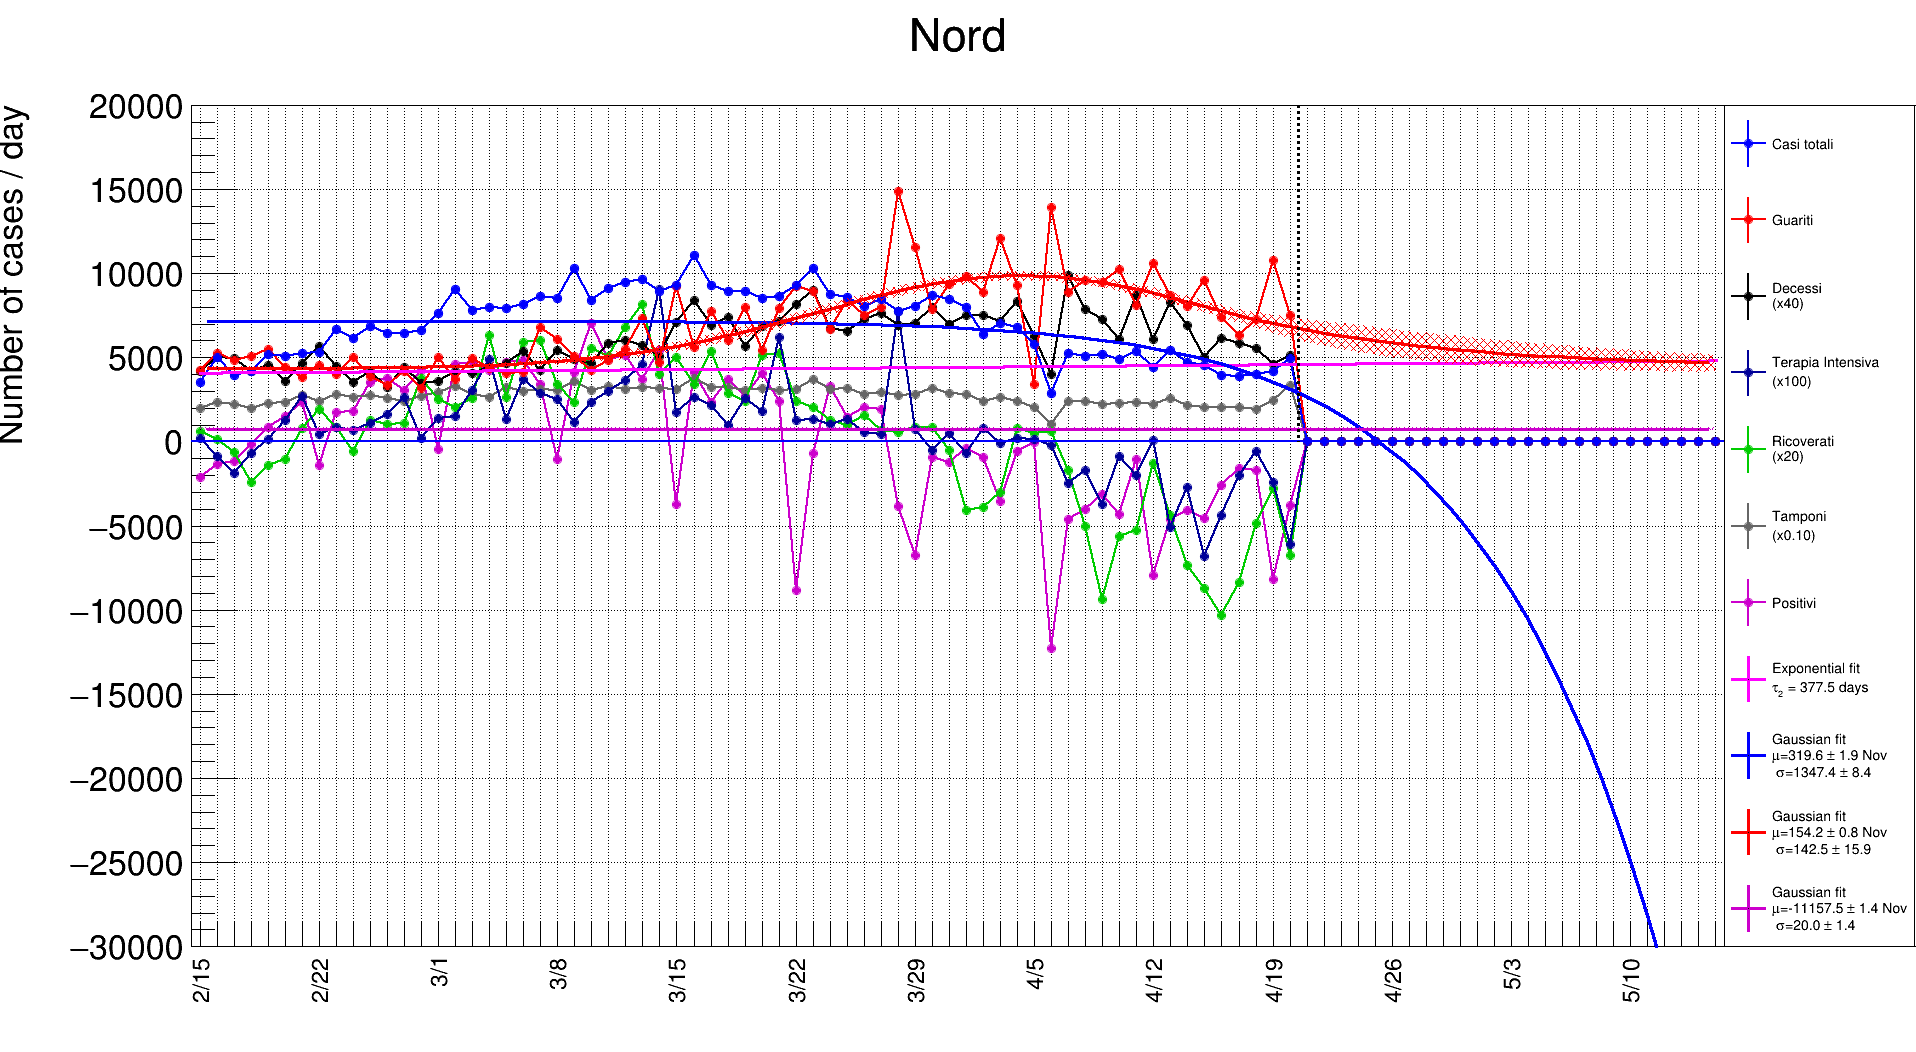 Nord
Number of cases / day
20000
15000
10000
5000
0
−5000
−10000
−15000
−20000
−25000
−30000
2/15
2/22
3/1
3/8
3/15
3/22
3/29
4/5
4/12
4/19
4/26
5/3
5/10
Casi totali
Guariti
Decessi
(x40)
Terapia Intensiva
(x100)
Ricoverati
(x20)
Tamponi
(x0.10)
Positivi
Exponential fit
τ2 = 377.5 days
Gaussian fit
μ=319.6 ± 1.9 Nov
σ=1347.4 ± 8.4
Gaussian fit
μ=154.2 ± 0.8 Nov
σ=142.5 ± 15.9
Gaussian fit
μ=-11157.5 ± 1.4 Nov
σ=20.0 ± 1.4